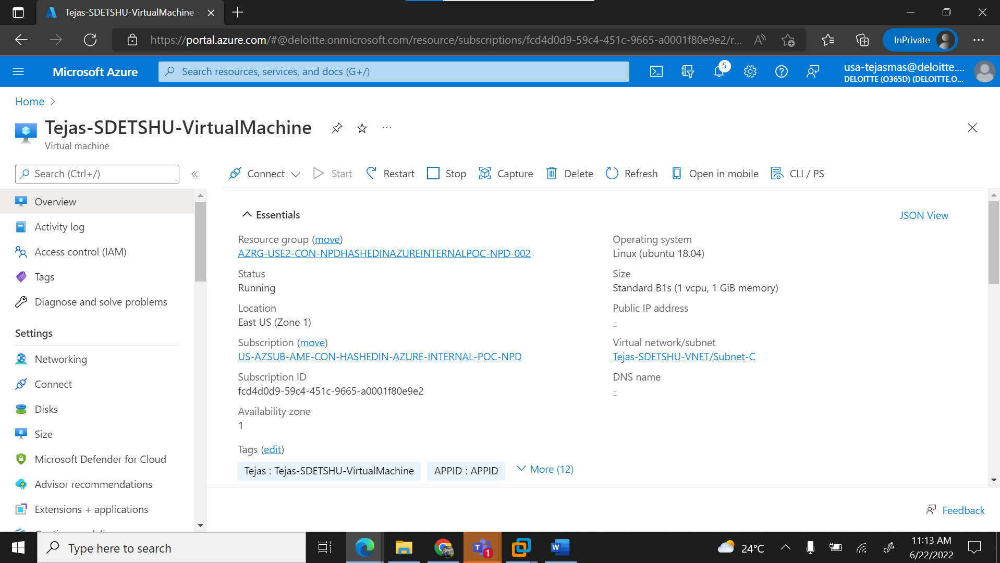 Tejas-SDETSHU-VirtualMachine -
https://portal.azure.com/#@deloitte.onmicrosoft.com/resource/subscriptions/fcd4d0d9-59c4-451c-9665-a0001f80e9e2/r...
InPrivate
Microsoft Azure
Search resources, services, and docs (G+/)
5
usa-tejasmas@deloitte....
DELOITTE (O365D) (DELOITTE.O...
Home
Tejas-SDETSHU-VirtualMachine
Virtual machine
Search (Ctrl+/)
Connect
Start
Restart
Stop
Capture
Delete
Refresh
Open in mobile
CLI / PS
Overview
Activity log
Access control (IAM)
Tags
Diagnose and solve problems
Settings
Networking
Connect
Disks
Size
Microsoft Defender for Cloud
Advisor recommendations
Extensions + applications
Essentials
JSON View
Resource group (move)
AZRG-USE2-CON-NPDHASHEDINAZUREINTERNALPOC-NPD-002
Status
Running
Location
East US (Zone 1)
Subscription (move)
US-AZSUB-AME-CON-HASHEDIN-AZURE-INTERNAL-POC-NPD
Subscription ID
fcd4d0d9-59c4-451c-9665-a0001f80e9e2
Availability zone
1
Operating system
Linux (ubuntu 18.04)
Size
Standard B1s (1 vcpu, 1 GiB memory)
Public IP address
-
Virtual network/subnet
Tejas-SDETSHU-VNET/Subnet-C
DNS name
-
Tags (edit)
Tejas : Tejas-SDETSHU-VirtualMachine
APPID : APPID
More (12)
Feedback
Type here to search
T
1
W
24°C
11:13 AM
6/22/2022